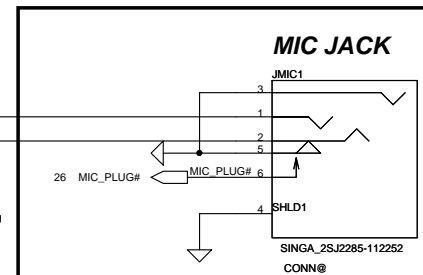 MIC JACK
JMIC1
3
1
2
5
26 MIC_PLUG# MIC_PLUG# 6
4 SHLD1
SINGA_2SJ2285-112252
CONN@